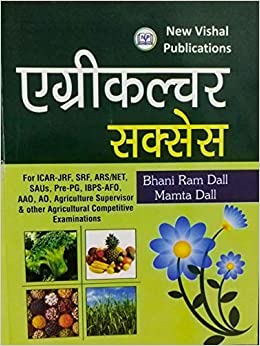 New Vishal
Publications
एग्रीकल्चर
सक्सेस
For ICAR-JRF, SRF, ARS/NET,
SAUs, Pre-PG, IBPS-AFO,
AAO, AO, Agriculture Supervisor
& other Agricultural Competitive
Examinations
Bhani Ram Dall
Mamta Dall